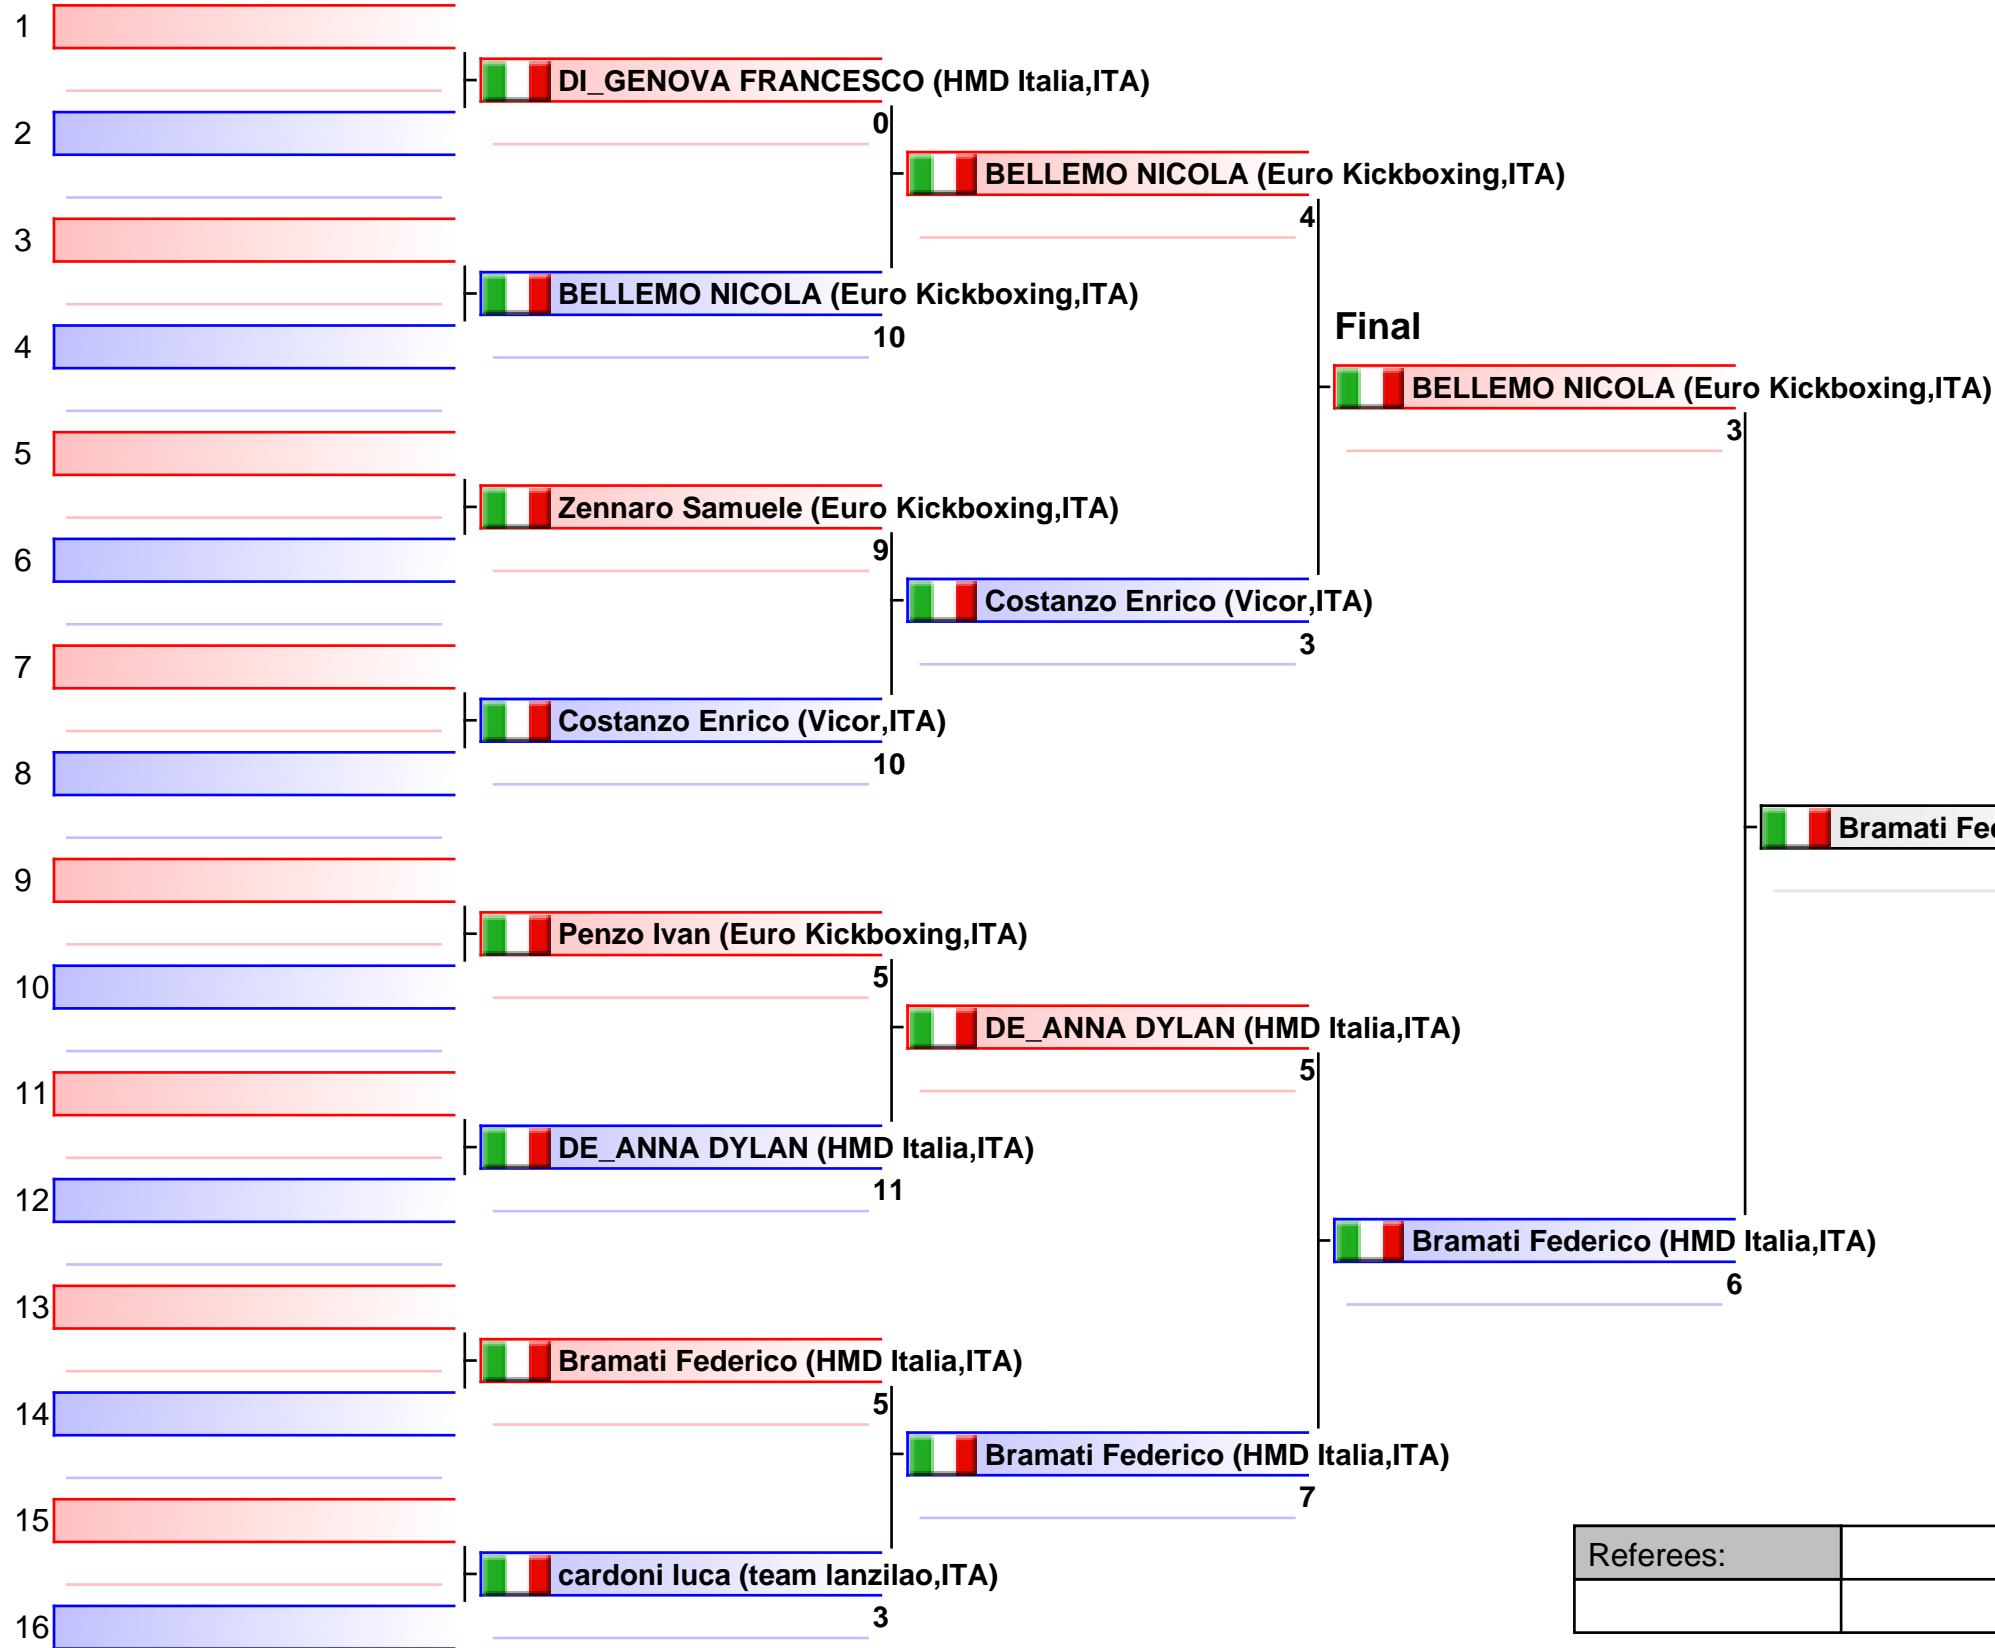 1
DI_GENOVA FRANCESCO (HMD Italia,ITA)
0
2
BELLEMO NICOLA (Euro Kickboxing,ITA)
4
3
BELLEMO NICOLA (Euro Kickboxing,ITA)
10
4
Final
BELLEMO NICOLA (Euro Kickboxing,ITA)
3
5
Zennaro Samuele (Euro Kickboxing,ITA)
9
6
Costanzo Enrico (Vicor,ITA)
3
7
Costanzo Enrico (Vicor,ITA)
10
8
Bramati Fed
9
Penzo Ivan (Euro Kickboxing,ITA)
5
10
DE_ANNA DYLAN (HMD Italia,ITA)
5
11
DE_ANNA DYLAN (HMD Italia,ITA)
11
12
Bramati Federico (HMD Italia,ITA)
6
13
Bramati Federico (HMD Italia,ITA)
5
14
Bramati Federico (HMD Italia,ITA)
7
15
cardoni luca (team lanzilao,ITA)
3
16
Referees: